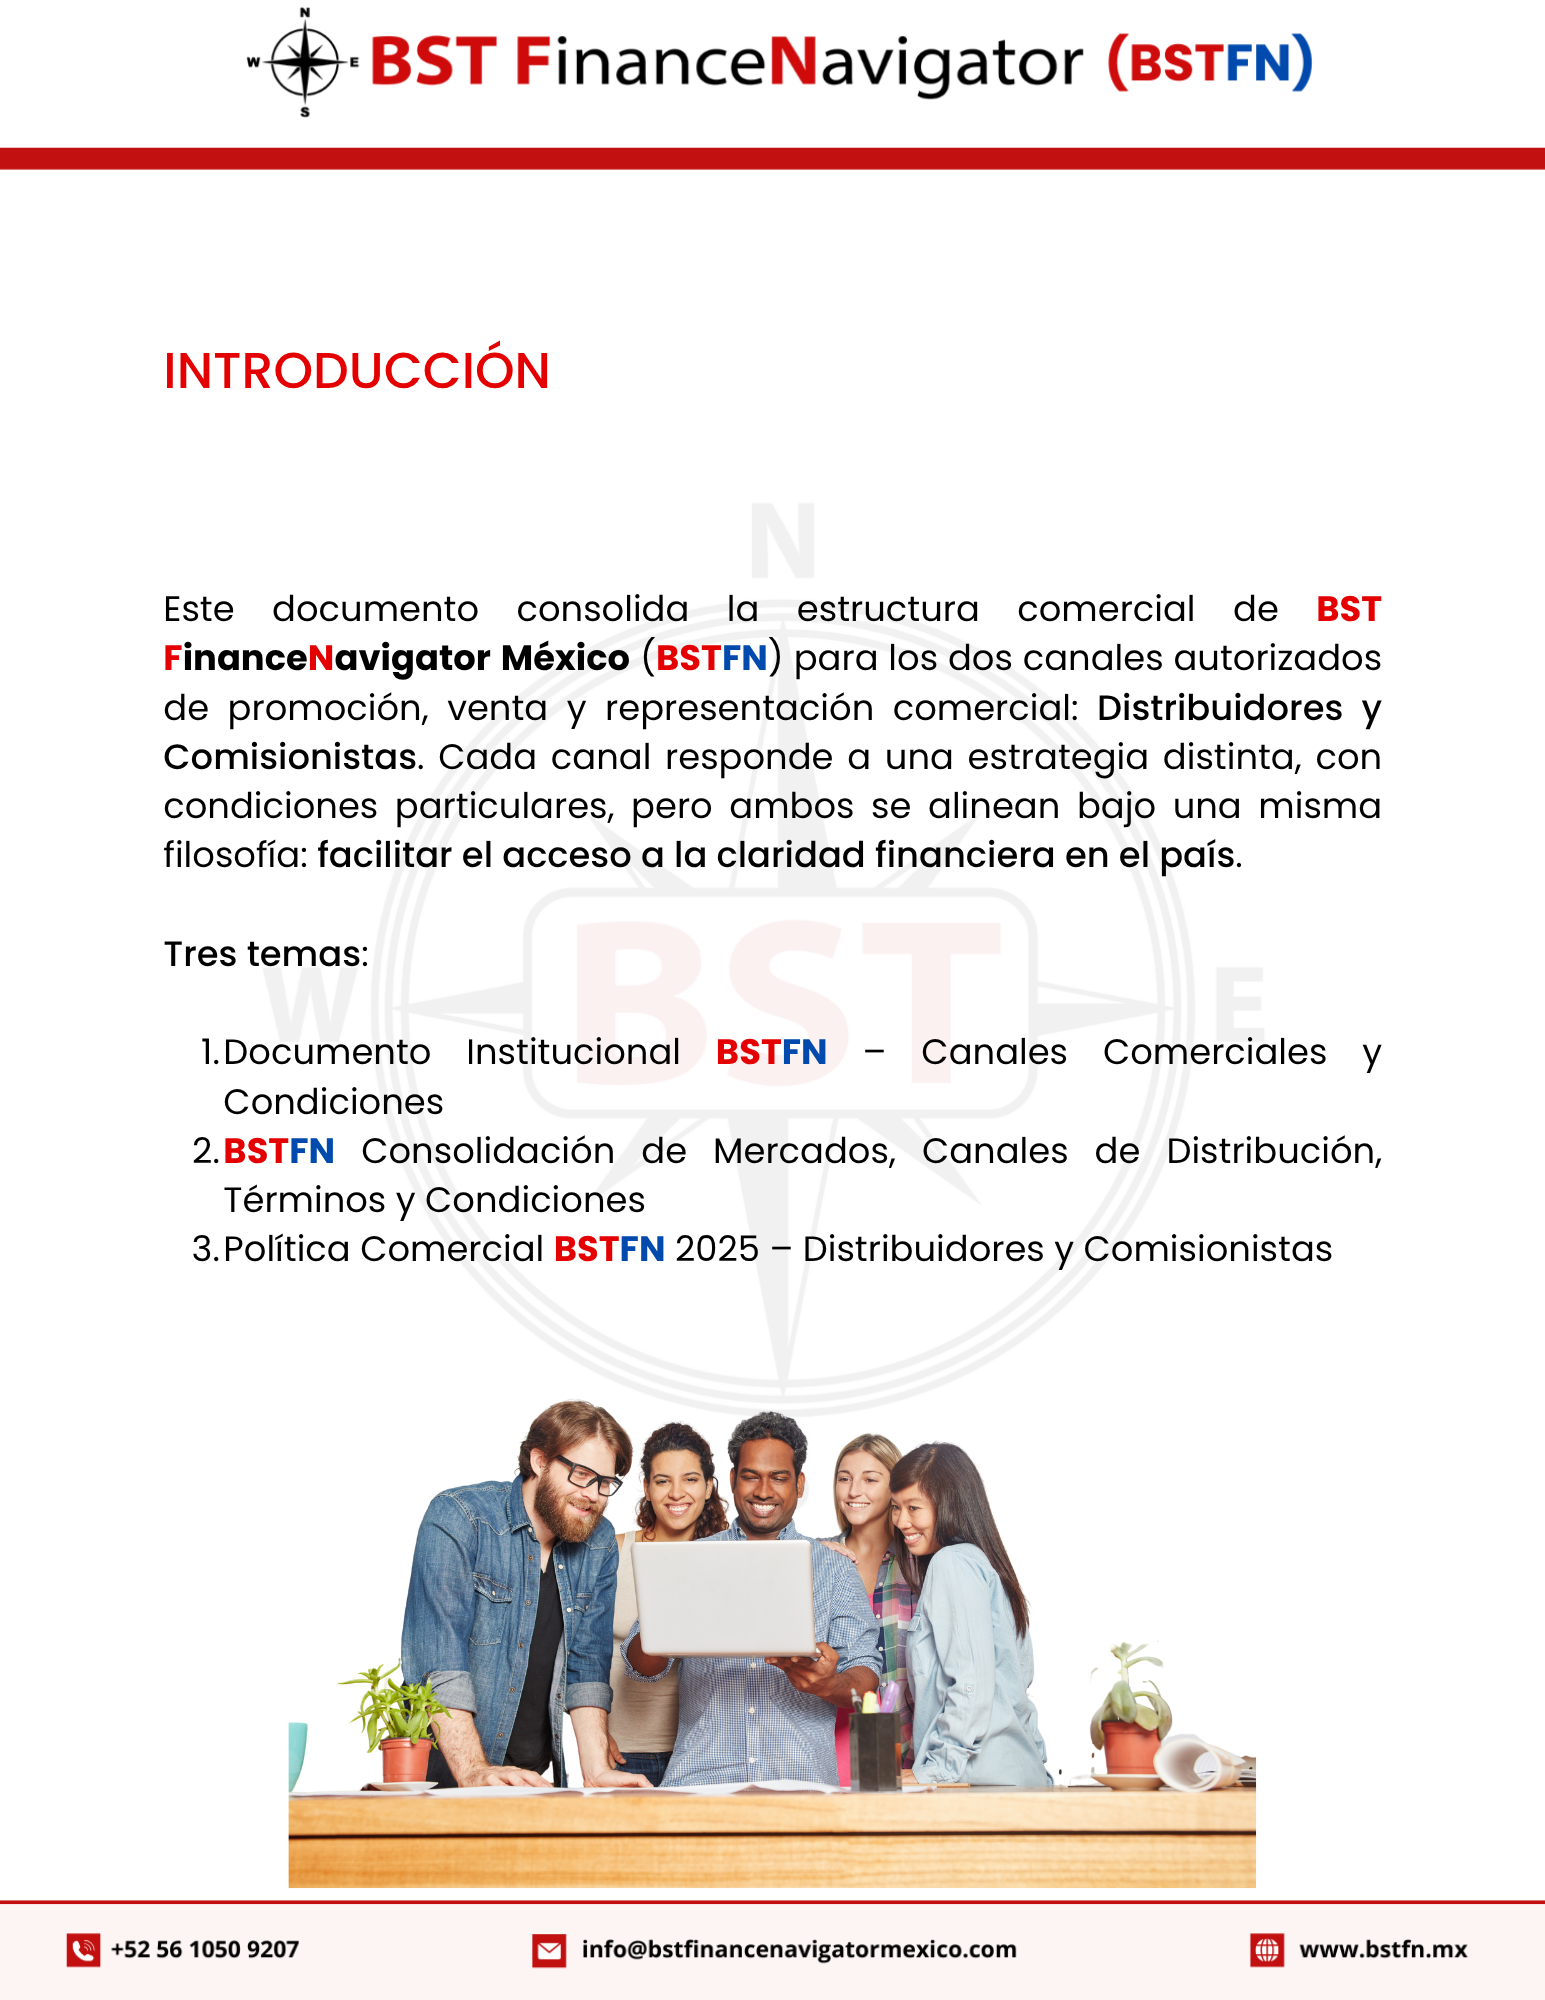 N
W E BST FinanceNavigator (BSTFN)
S
INTRODUCCIÓN
N
Este documento consolida la estructura comercial de BST
FinanceNavigator México (BSTFN) para los dos canales autorizados
de promoción, venta y representación comercial: Distribuidores y
Comisionistas. Cada canal responde a una estrategia distinta, con
condiciones particulares, pero ambos se alinean bajo una misma
filosofía: facilitar el acceso a la claridad financiera en el país.
Tres temas:
W BST E
1. Documento Institucional BSTFN – Canales Comerciales y
Condiciones
2. BSTFN Consolidación de Mercados, Canales de Distribución,
Términos y Condiciones
3. Política Comercial BSTFN 2025 – Distribuidores y Comisionistas
+52 56 1050 9207
info@bstfinancenavigatormexico.com
www.bstfn.mx